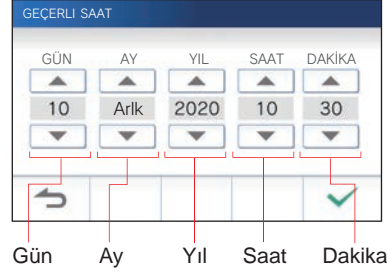 GEÇERLI SAAT
GÜN AY YIL SAAT DAKİKA
10 Arlk 2020 10 30
Gün Ay Yıl Saat Dakika